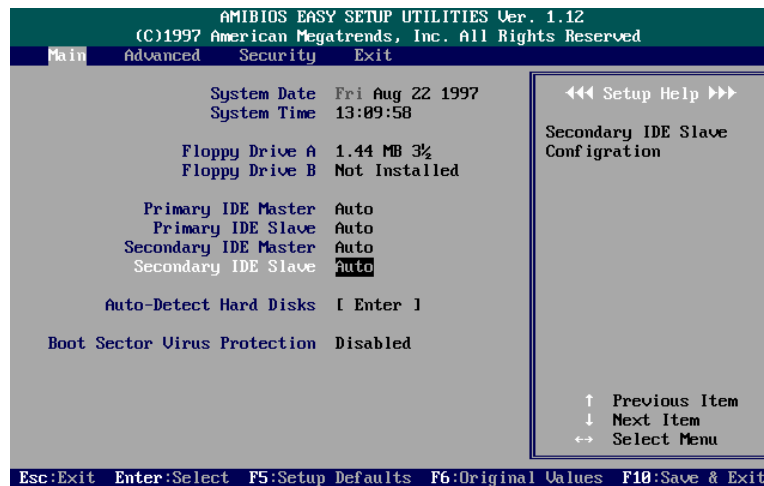 AMIBIOS EASY SETUP UTILITIES Ver. 1.12
(C)1997 American Megatrends, Inc. All Rights Reserved
Main Advanced Security Exit
System Date Fri Aug 22 1997
System Time 13:09:58
Floppy Drive A 1.44 MB 3½
Floppy Drive B Not Installed
Primary IDE Master Auto
Primary IDE Slave Auto
Secondary IDE Master Auto
Secondary IDE Slave Auto
Auto-Detect Hard Disks [ Enter ]
Boot Sector Virus Protection Disabled
Setup Help
Secondary IDE Slave
Configration
↑ Previous Item
↓ Next Item
↔ Select Menu
Esc:Exit Enter:Select F5:Setup Defaults F6:Original Values F10:Save & Exit